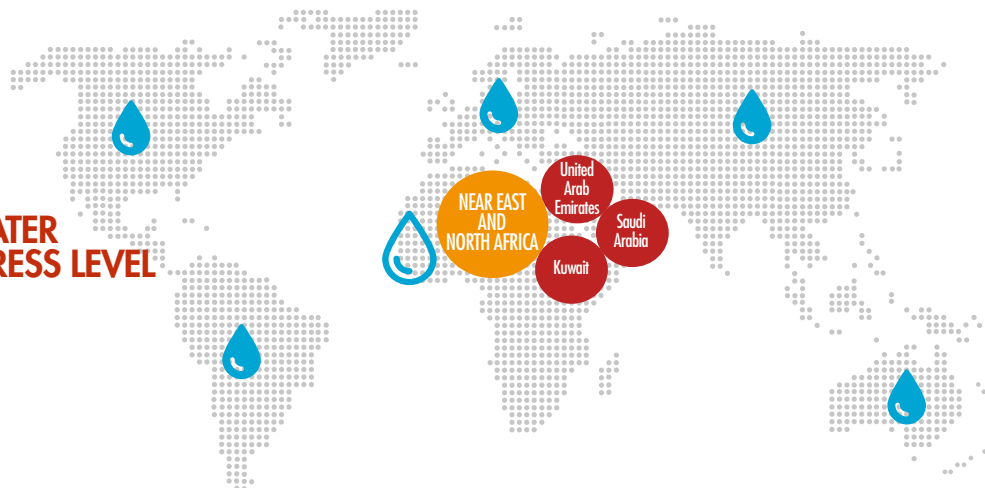 ATER
RESS LEVEL
NEAR EAST
AND
NORTH AFRICA
United
Arab
Emirates
Saudi
Arabia
Kuwait